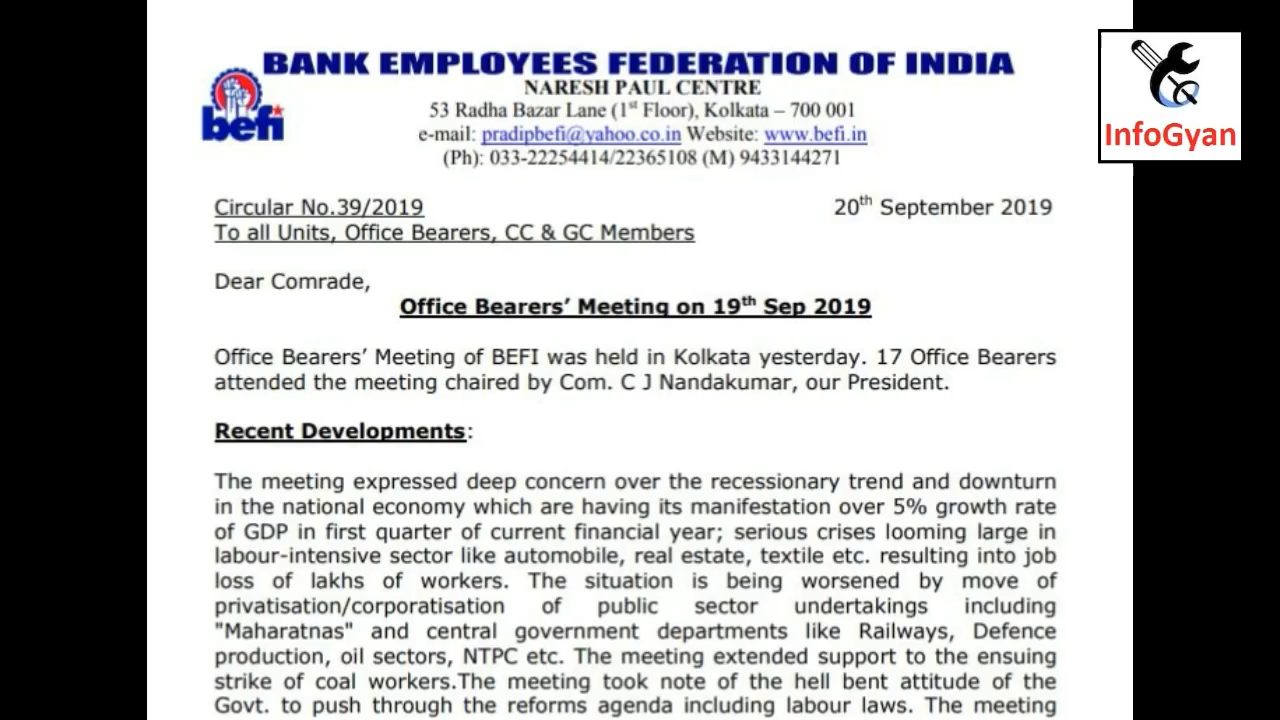 BANK EMPLOYEES FEDERATION OF INDIA
NARESH PAUL CENTRE
53 Radha Bazar Lane (1st Floor), Kolkata – 700 001
e-mail: pradipbefi@yahoo.co.in Website: www.befi.in
(Ph): 033-22254414/22365108 (M) 9433144271
befi
InfoGyan
Circular No.39/2019 20th September 2019
To all Units, Office Bearers, CC & GC Members
Dear Comrade,
Office Bearers’ Meeting on 19th Sep 2019
Office Bearers’ Meeting of BEFI was held in Kolkata yesterday. 17 Office Bearers
attended the meeting chaired by Com. C J Nandakumar, our President.
Recent Developments:
The meeting expressed deep concern over the recessionary trend and downturn
in the national economy which are having its manifestation over 5% growth rate
of GDP in first quarter of current financial year; serious crises looming large in
labour-intensive sector like automobile, real estate, textile etc. resulting into job
loss of lakhs of workers. The situation is being worsened by move of
privatisation/corporatisation of public sector undertakings including
"Maharatnas" and central government departments like Railways, Defence
production, oil sectors, NTPC etc. The meeting extended support to the ensuing
strike of coal workers.The meeting took note of the hell bent attitude of the
Govt. to push through the reforms agenda including labour laws. The meeting